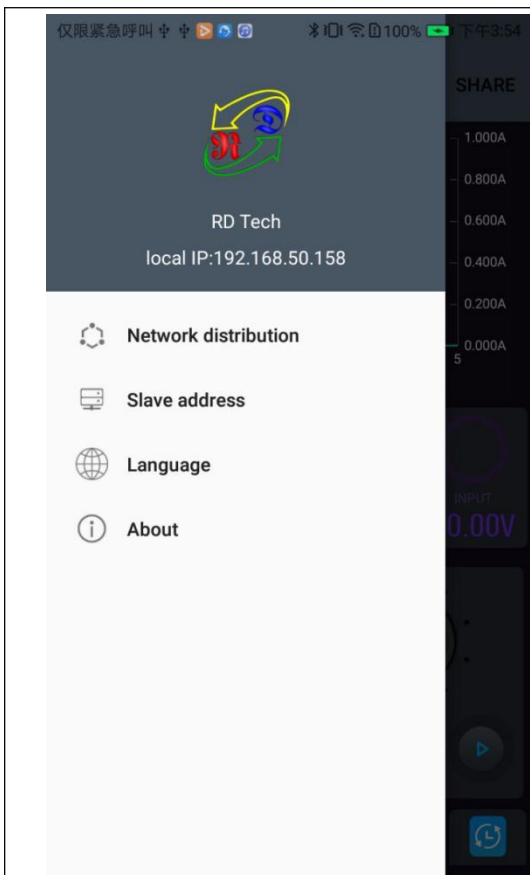 仅限紧急呼叫 100% 下午3:54
SHARE
RD Tech
local IP:192.168.50.158
Network distribution
Slave address
Language
About
1.000A
0.800A
0.600A
0.400A
0.200A
0.000A
5
INPUT
0.00V